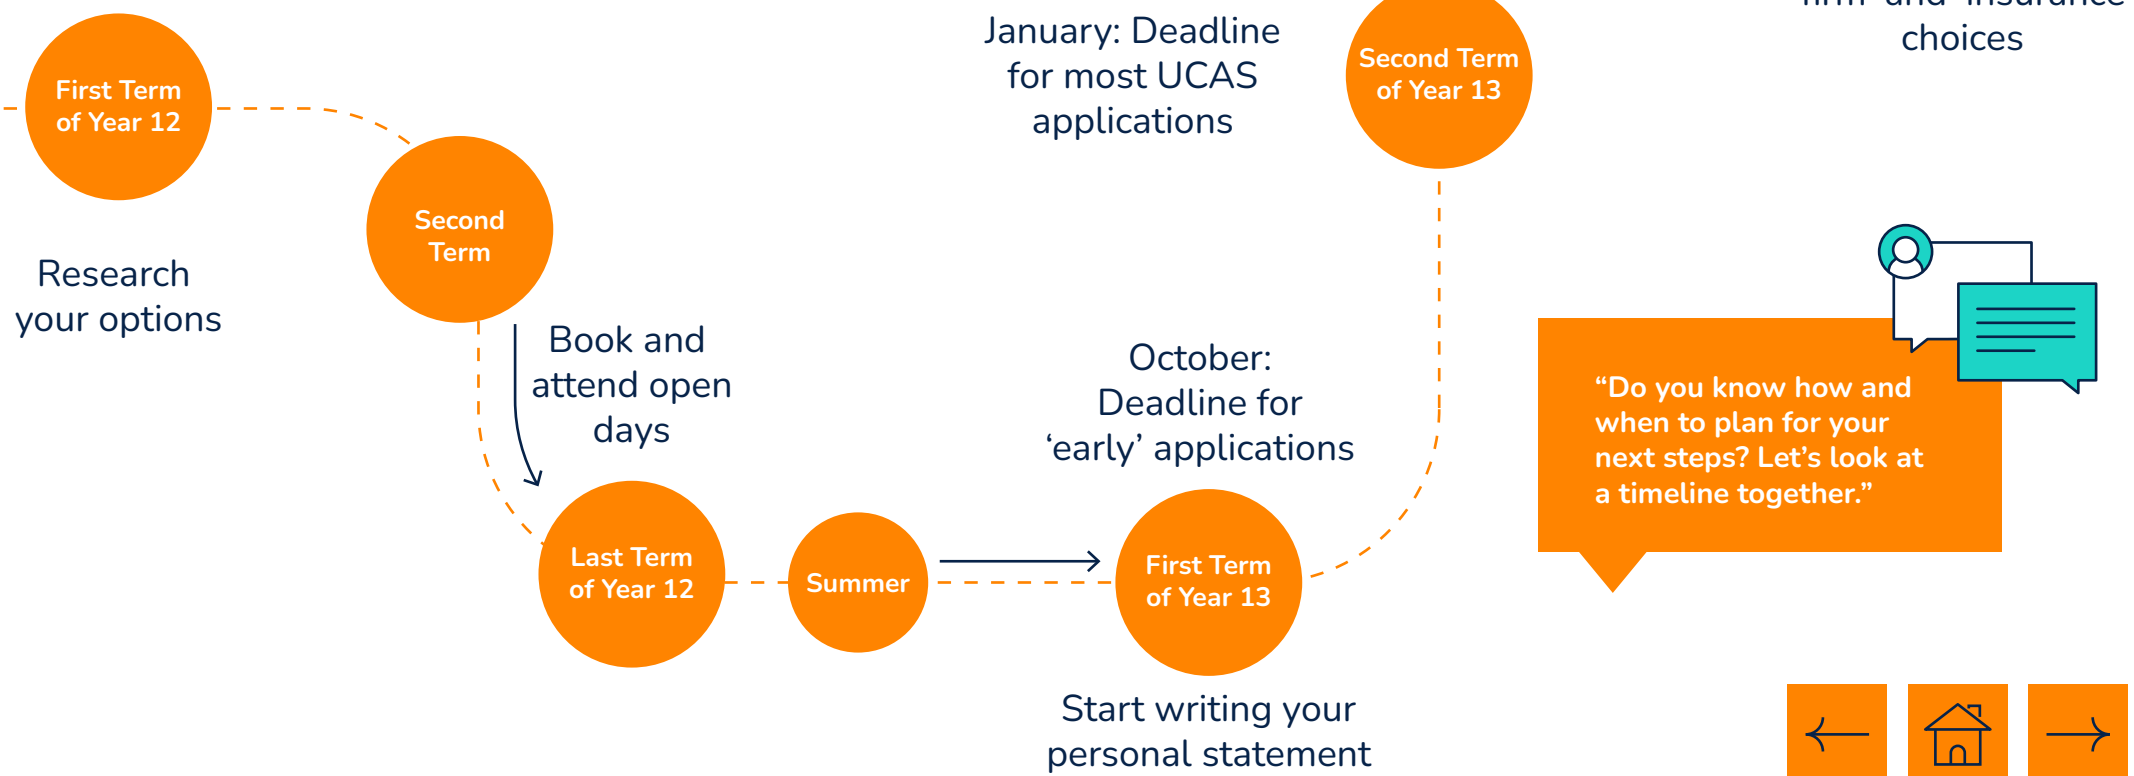 First Term
of Year 12
Research
your options
Second
Term
Book and
attend open
days
Last Term
of Year 12
Summer
October:
Deadline for
‘early’ applications
First Term
of Year 13
Start writing your
personal statement
January: Deadline
for most UCAS
applications
Second Term
of Year 13
choices
“Do you know how and
when to plan for your
next steps? Let’s look at
a timeline together.”